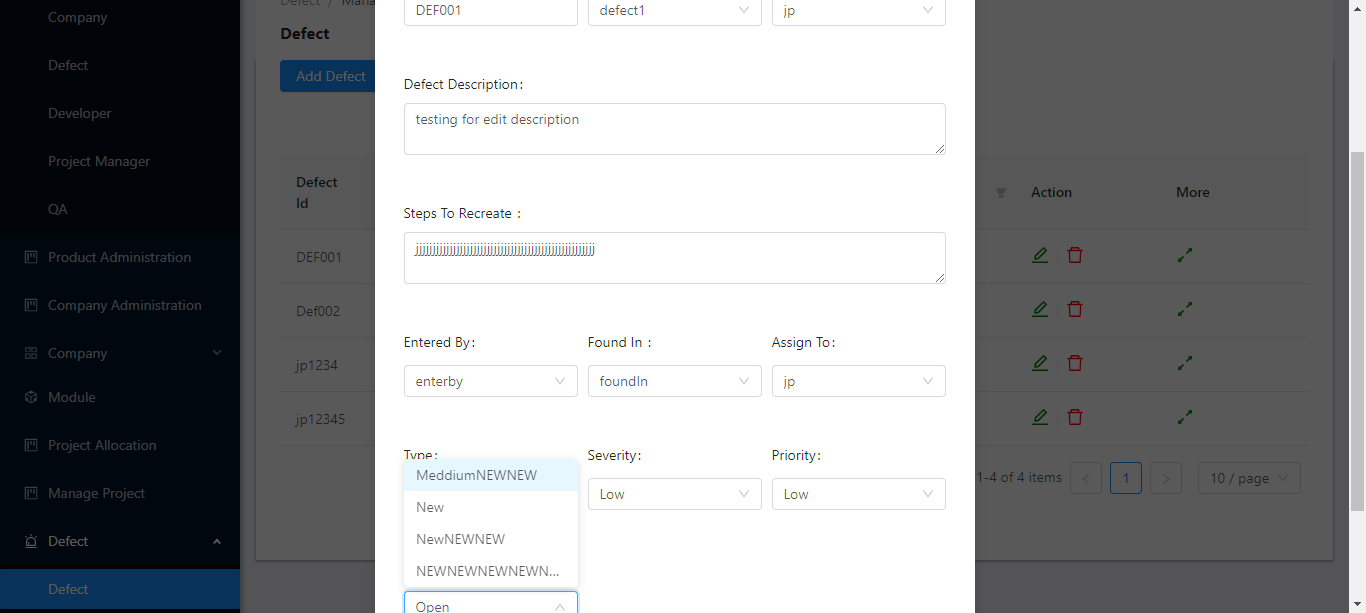 Company
Defect
Developer
Project Manager
QA
Product Administration
Company Administration
Company
Module
Project Allocation
Manage Project
Defect
Defect
Defect / Mana
Defect
Add Defect
Defect
Id
DEF001
Def002
jp1234
jp12345
DEF001 defect1 jp
Defect Description:
testing for edit description
Steps To Recreate :
Entered By: Found In : Assign To:
enterby foundIn jp
Type: Severity: Priority:
Low Low
MeddiumNEWNEW
New
NewNEWNEW
NEWNEWNEWNEWN...
Open
Action More
1-4 of 4 items < 1 > 10 / page